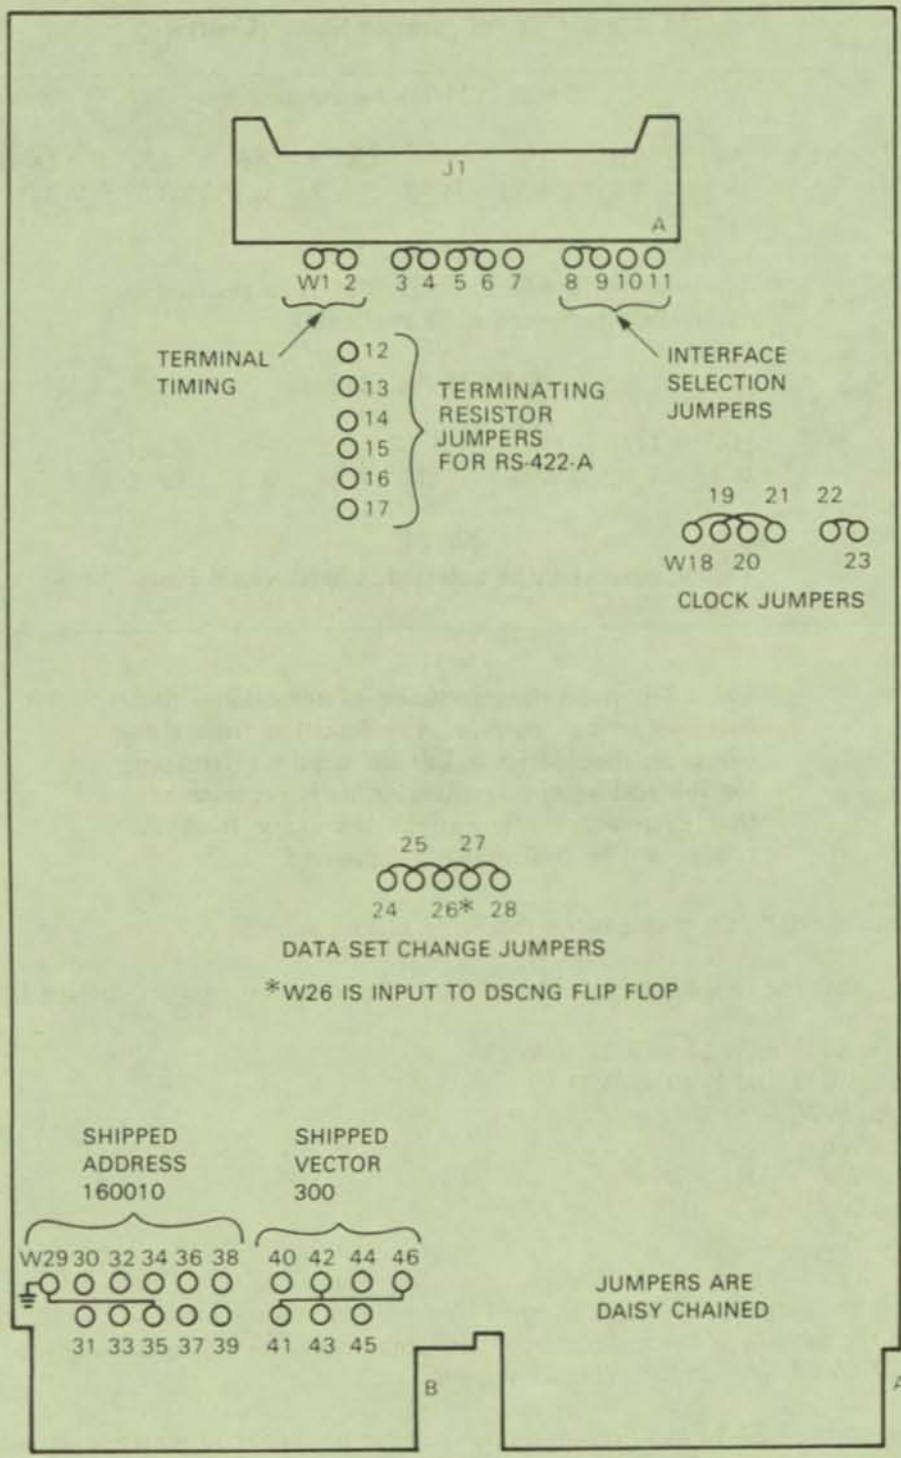 J1
A
W1 2 3 4 5 6 7 8 9 10 11
TERMINAL
TIMING
12
13
14
15
16
17
TERMINATING
RESISTOR
JUMPERS
FOR RS-422-A
INTERFACE
SELECTION
JUMPERS
19 21 22
W18 20 23
CLOCK JUMPERS
25 27
24 26* 28
DATA SET CHANGE JUMPERS
*W26 IS INPUT TO DSCNG FLIP FLOP
SHIPPED
ADDRESS
160010
SHIPPED
VECTOR
300
W29 30 32 34 36 38 40 42 44 46
31 33 35 37 39 41 43 45
JUMPERS ARE
DAISY CHAINED
B
A